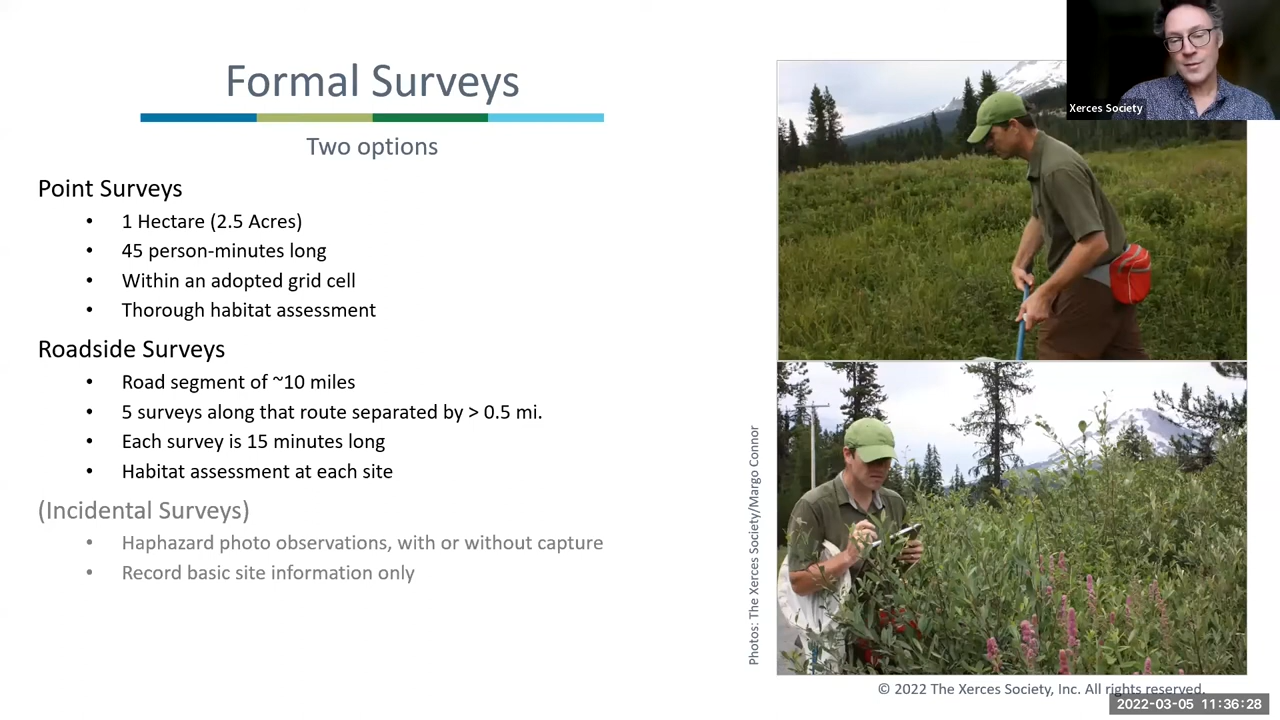 Formal Surveys
Two options
Point Surveys
• 1 Hectare (2.5 Acres)
• 45 person-minutes long
• Within an adopted grid cell
• Thorough habitat assessment
Roadside Surveys
• Road segment of ~10 miles
• 5 surveys along that route separated by > 0.5 mi.
• Each survey is 15 minutes long
• Habitat assessment at each site
(Incidental Surveys)
• Haphazard photo observations, with or without capture
• Record basic site information only
Photos: The Xerces Society/Margo Connor
Xerces Society
© 2022 The Xerces Society, Inc. All rights reserved.
2022-03-05 11:36:28